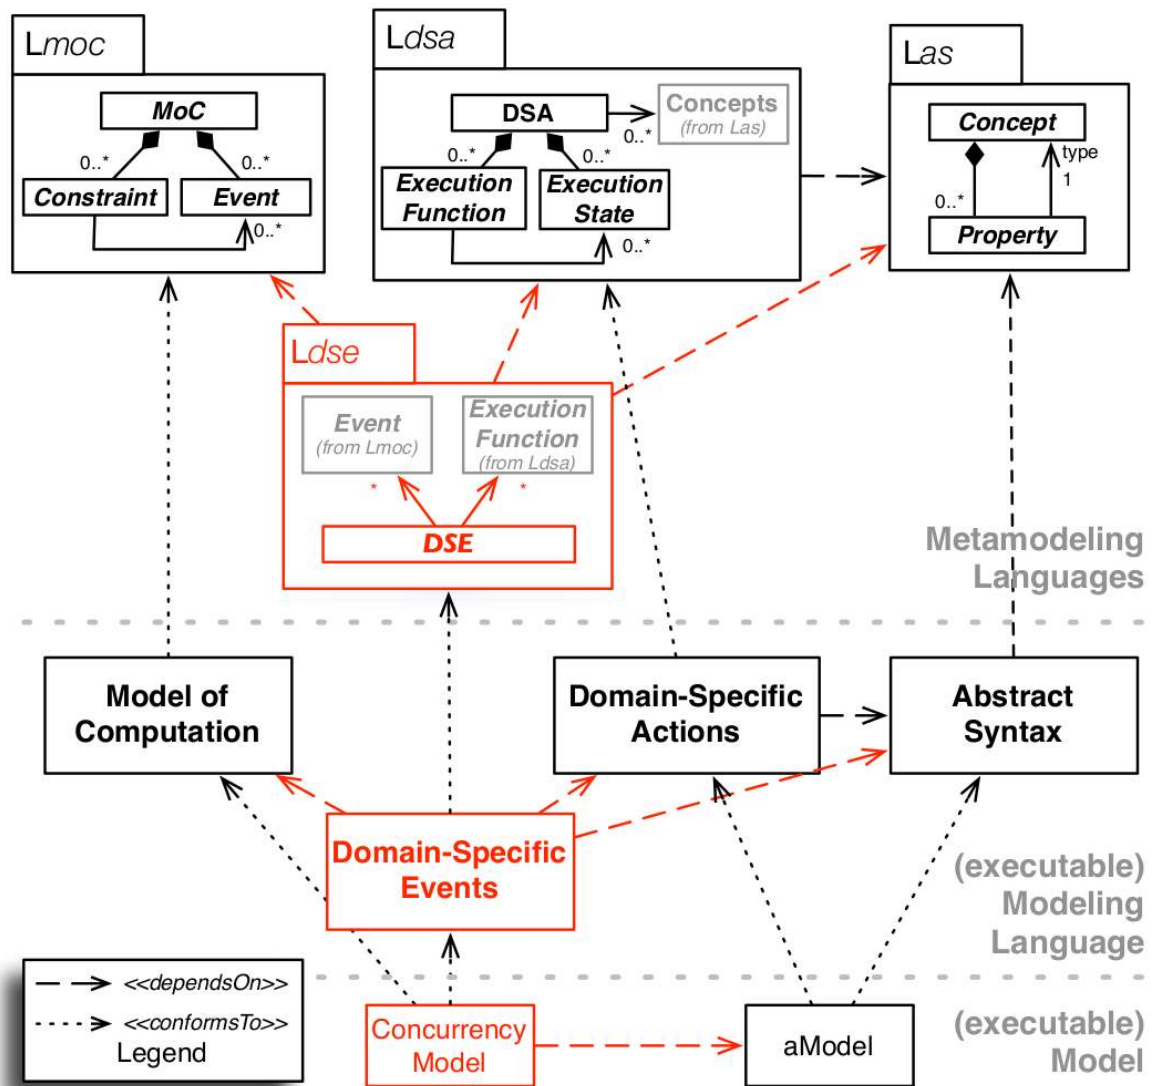 Lmoc
MoC
0..*
0..*
Constraint
Event
0..*
Ldsa
DSA
Concepts
(from Las)
0..*
0..*
0..*
Execution
Function
Execution
State
0..*
Las
Concept
type
1
0..*
Property
Ldse
Event
(from Lmoc)
Execution
Function
(from Ldsa)
*
*
DSE
Metamodeling
Languages
Model of
Computation
Domain-Specific
Actions
Abstract
Syntax
Domain-Specific
Events
(executable)
Modeling
Language
<<dependsOn>>
<<conformsTo>>
Legend
Concurrency
Model
aModel
(executable)
Model